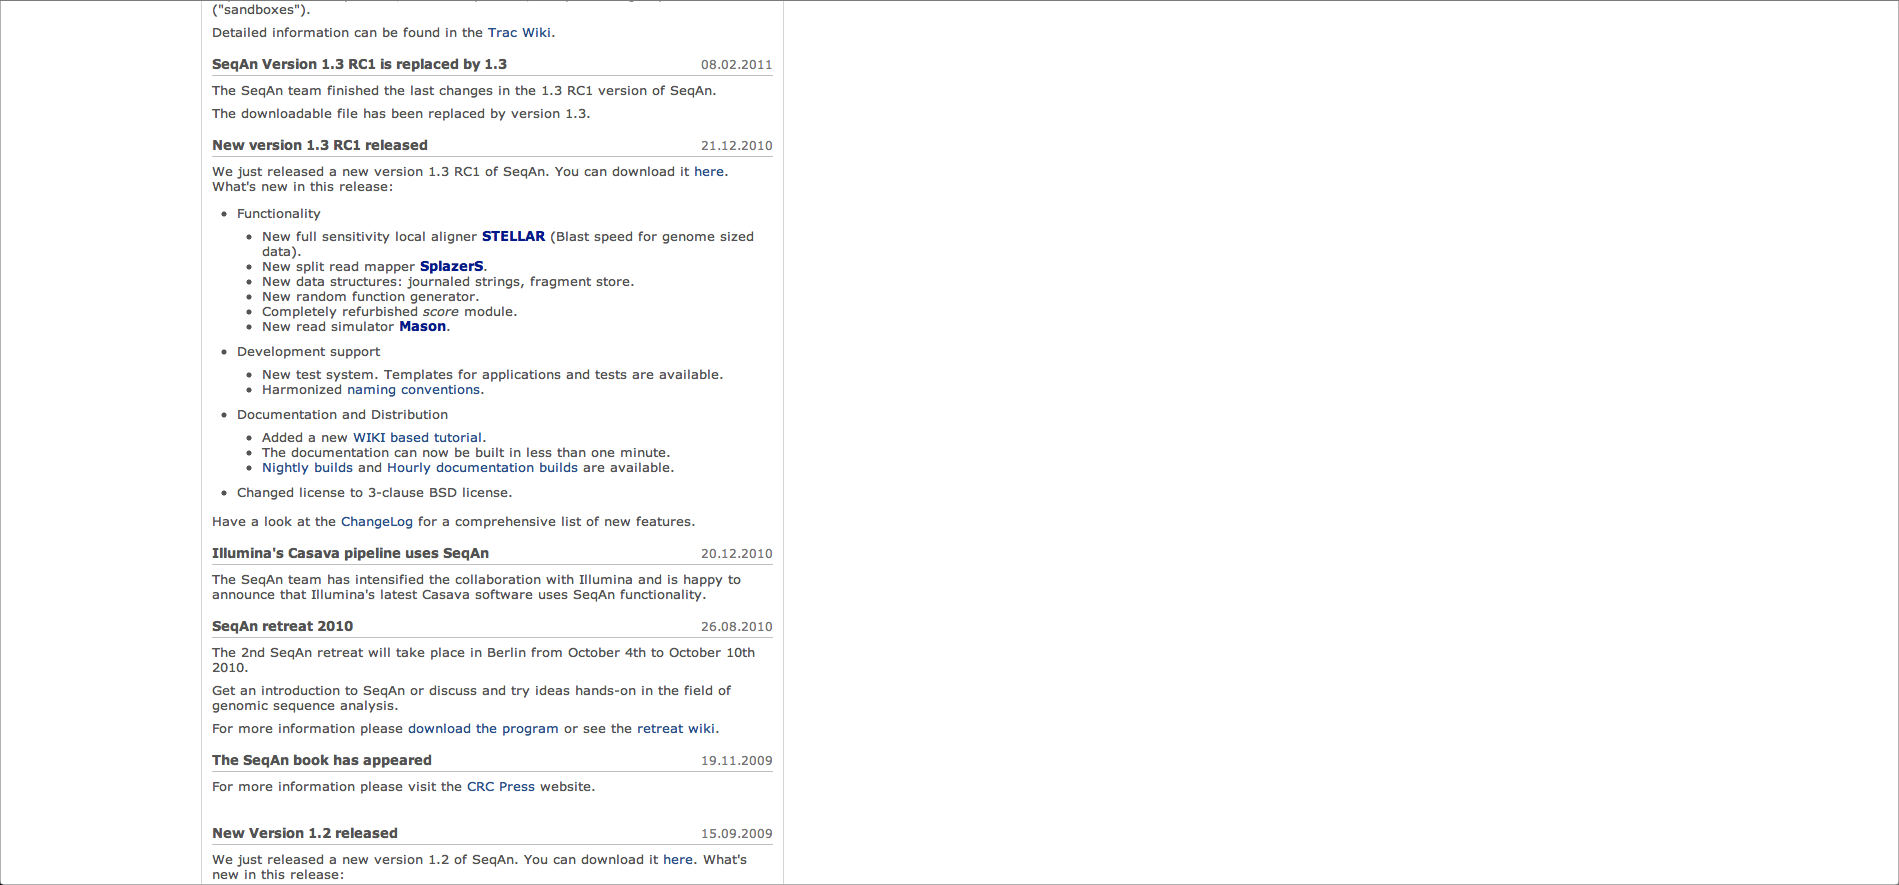 ("sandboxes").
Detailed information can be found in the Trac Wiki.
SeqAn Version 1.3 RC1 is replaced by 1.3 08.02.2011
The SeqAn team finished the last changes in the 1.3 RC1 version of SeqAn.
The downloadable file has been replaced by version 1.3.
New version 1.3 RC1 released 21.12.2010
We just released a new version 1.3 RC1 of SeqAn. You can download it here.
What's new in this release:
• Functionality
• New full sensitivity local aligner STELLAR (Blast speed for genome sized
data).
• New split read mapper SplazerS.
• New data structures: journaled strings, fragment store.
• New random function generator.
• Completely refurbished score module.
• New read simulator Mason.
• Development support
• New test system. Templates for applications and tests are available.
• Harmonized naming conventions.
• Documentation and Distribution
• Added a new WIKI based tutorial.
• The documentation can now be built in less than one minute.
• Nightly builds and Hourly documentation builds are available.
• Changed license to 3-clause BSD license.
Have a look at the ChangeLog for a comprehensive list of new features.
Illumina's Casava pipeline uses SeqAn 20.12.2010
The SeqAn team has intensified the collaboration with Illumina and is happy to
announce that Illumina's latest Casava software uses SeqAn functionality.
SeqAn retreat 2010 26.08.2010
The 2nd SeqAn retreat will take place in Berlin from October 4th to October 10th
2010.
Get an introduction to SeqAn or discuss and try ideas hands-on in the field of
genomic sequence analysis.
For more information please download the program or see the retreat wiki.
The SeqAn book has appeared 19.11.2009
For more information please visit the CRC Press website.
New Version 1.2 released 15.09.2009
We just released a new version 1.2 of SeqAn. You can download it here. What's
new in this release: